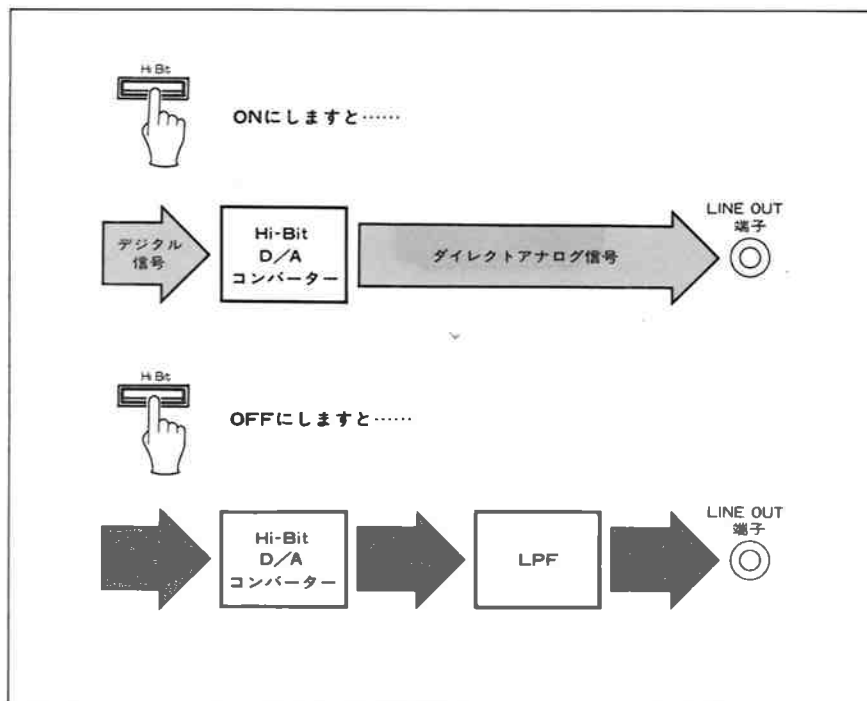 Hi Bit
ONにしますと……
デジタル
信号
Hi-Bit
D／A
コンバーター
ダイレクトアナログ信号
LINE OUT
端子
Hi Bit
OFFにしますと……
Hi-Bit
D／A
コンバーター
LPF
LINE OUT
端子